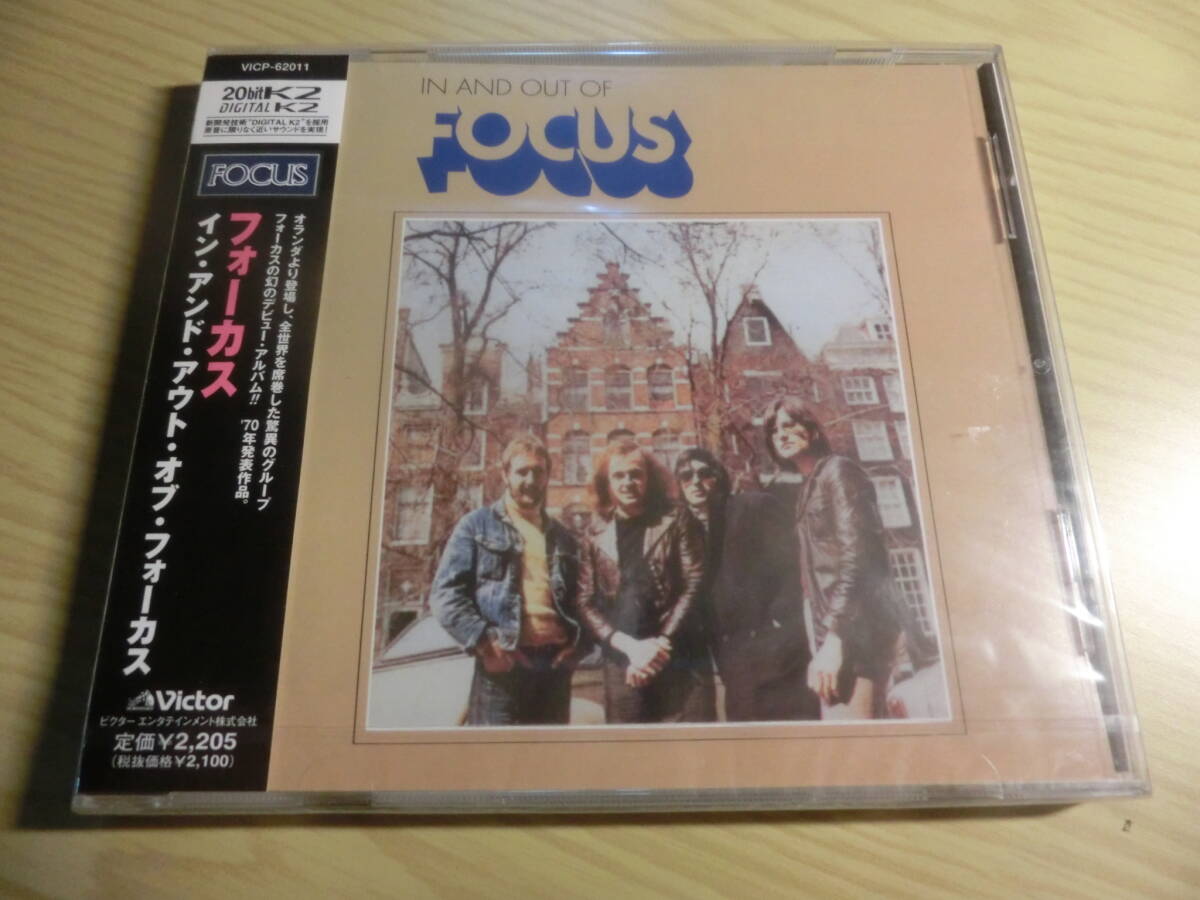 VICP-62011
20bit K2
DIGITAL K2
新開発技術“DIGITAL K2”を採用
原音に限りなく近いサウンドを実現!
FOCUS
オランダより登場し、全世界を席巻した驚異のグループ
フォーカスの幻のデビュー・アルバム!! '70年発表作品。
フォーカス
イン・アンド・アウト・オブ・フォーカス
Victor
ビクター エンタテインメント株式会社
定価¥2,205
(税抜価格¥2,100)
IN AND OUT OF
FOCUS